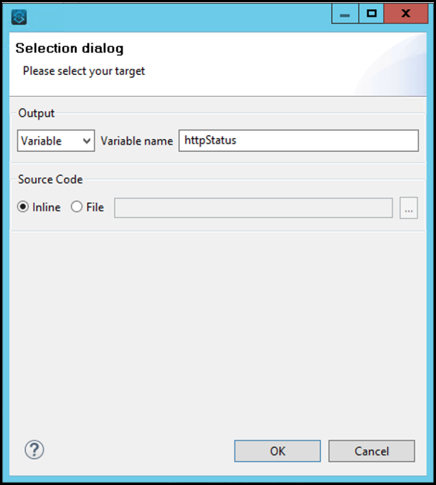 Selection dialog
Please select your target
Output
Variable Variable name httpStatus
Source Code
Inline File ...
? OK Cancel